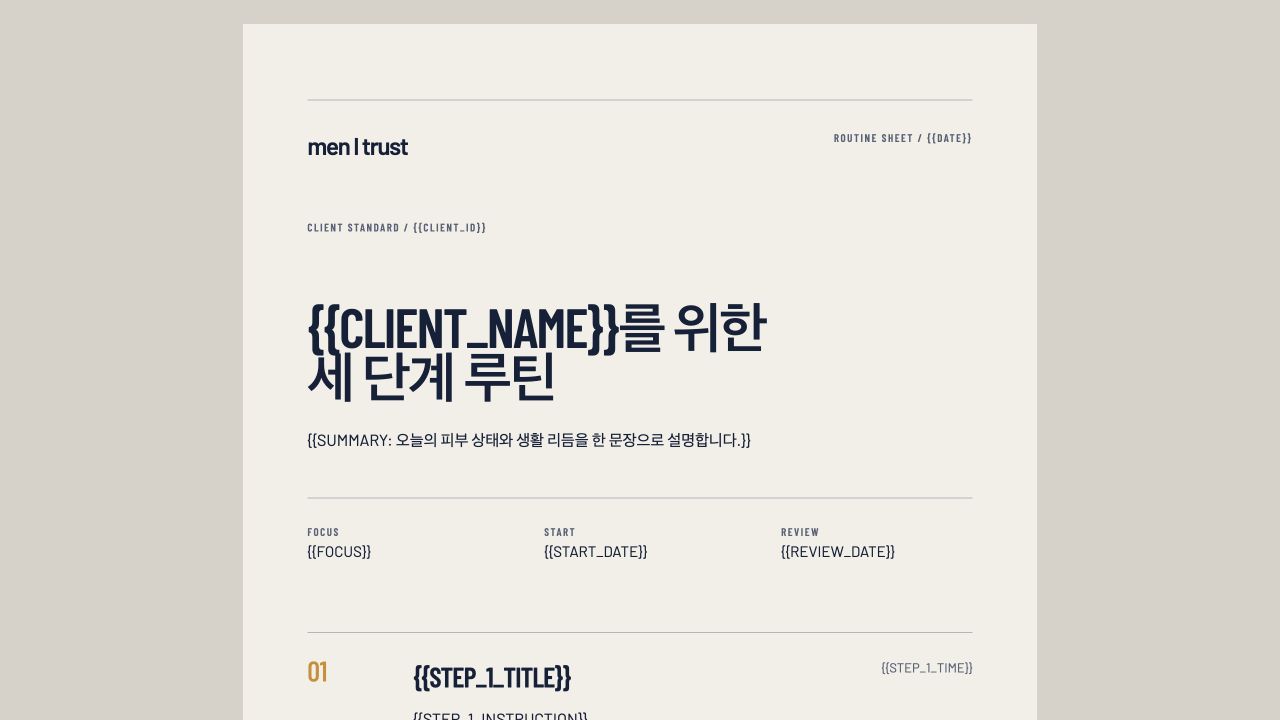 men I trust
ROUTINE SHEET / {{DATE}}
CLIENT STANDARD / {{CLIENT_ID}}
{{CLIENT_NAME}}를 위한
세 단계 루틴
{{SUMMARY: 오늘의 피부 상태와 생활 리듬을 한 문장으로 설명합니다.}}
FOCUS
{{FOCUS}}
START
{{START_DATE}}
REVIEW
{{REVIEW_DATE}}
01
{{STEP_1_TITLE}}
{{STEP_1_TIME}}
{{STEP_1_INSTRUCTION}}